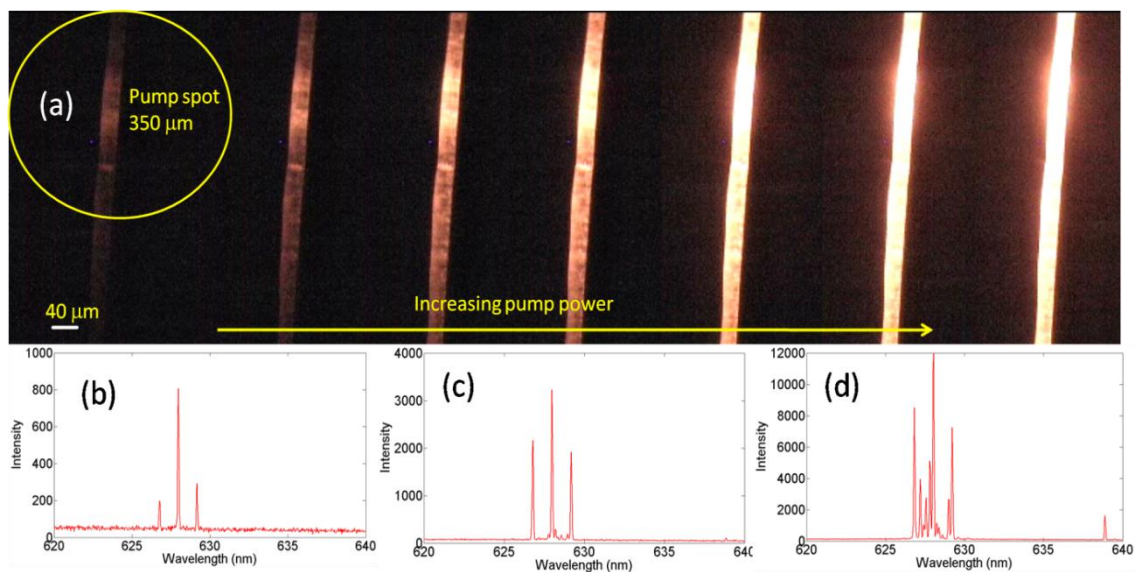 (a)
Pump spot
350 μm
40 μm
Increasing pump power
(b)
1000
800
600
400
200
0
Intensity
620 625 630 635 640
Wavelength (nm)
(c)
4000
3000
2000
1000
0
Intensity
620 625 630 635 640
Wavelength (nm)
(d)
12000
10000
8000
6000
4000
2000
0
Intensity
620 625 630 635 640
Wavelength (nm)